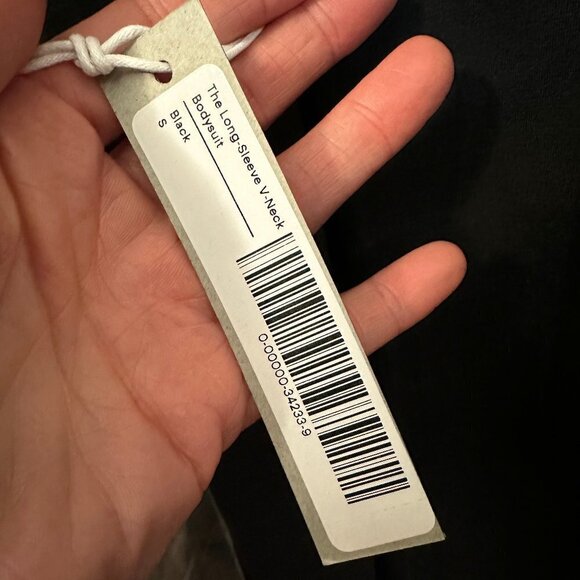 The Long-Sleeve V-Neck
Bodysuit
Black
S
0-00000-34233-9